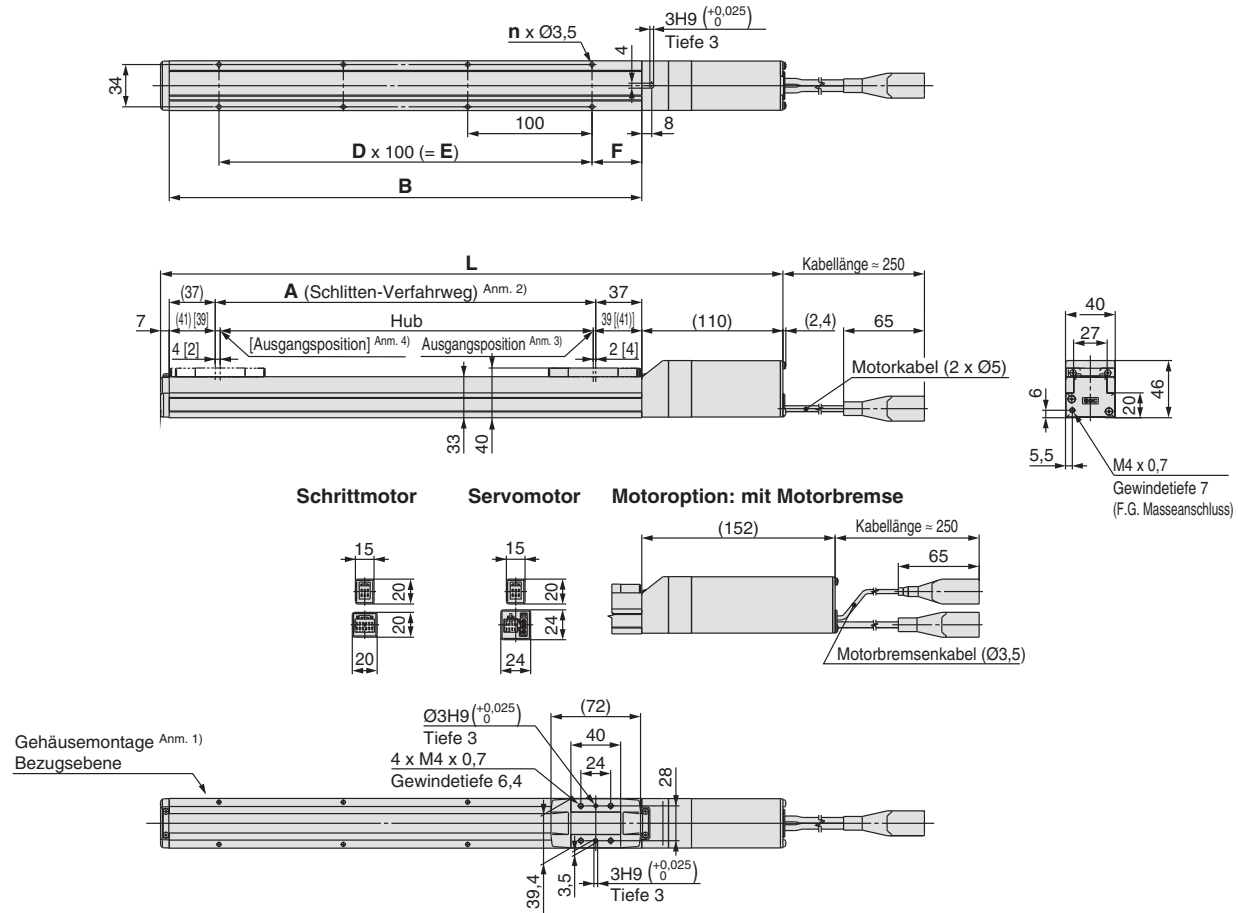 3H9 (+0,025 0)
Tiefe 3
n x Ø3,5
4
34
100
8
D x 100 (= E)
F
B
L
Kabellänge ≈ 250
(37)
A (Schlitten-Verfahrweg) Anm. 2)
37
7
(41) [39]
Hub
39 [(41)]
(110)
(2,4)
65
4 [2]
[Ausgangsposition] Anm. 4)
Ausgangsposition Anm. 3)
2 [4]
Motorkabel (2 x Ø5)
33
40
40
27
6
20
46
5,5
M4 x 0,7
Gewindetiefe 7
(F.G. Masseanschluss)
Schrittmotor
Servomotor
Motoroption: mit Motorbremse
15
20
20
20
15
20
24
24
(152)
Kabellänge ≈ 250
65
Motorbremsenkabel (Ø3,5)
(72)
Ø3H9 (+0,025 0)
Tiefe 3
40
4 x M4 x 0,7
Gewindetiefe 6,4
24
28
Gehäusemontage Anm. 1)
Bezugsebene
39,4
3,5
3H9 (+0,025 0)
Tiefe 3